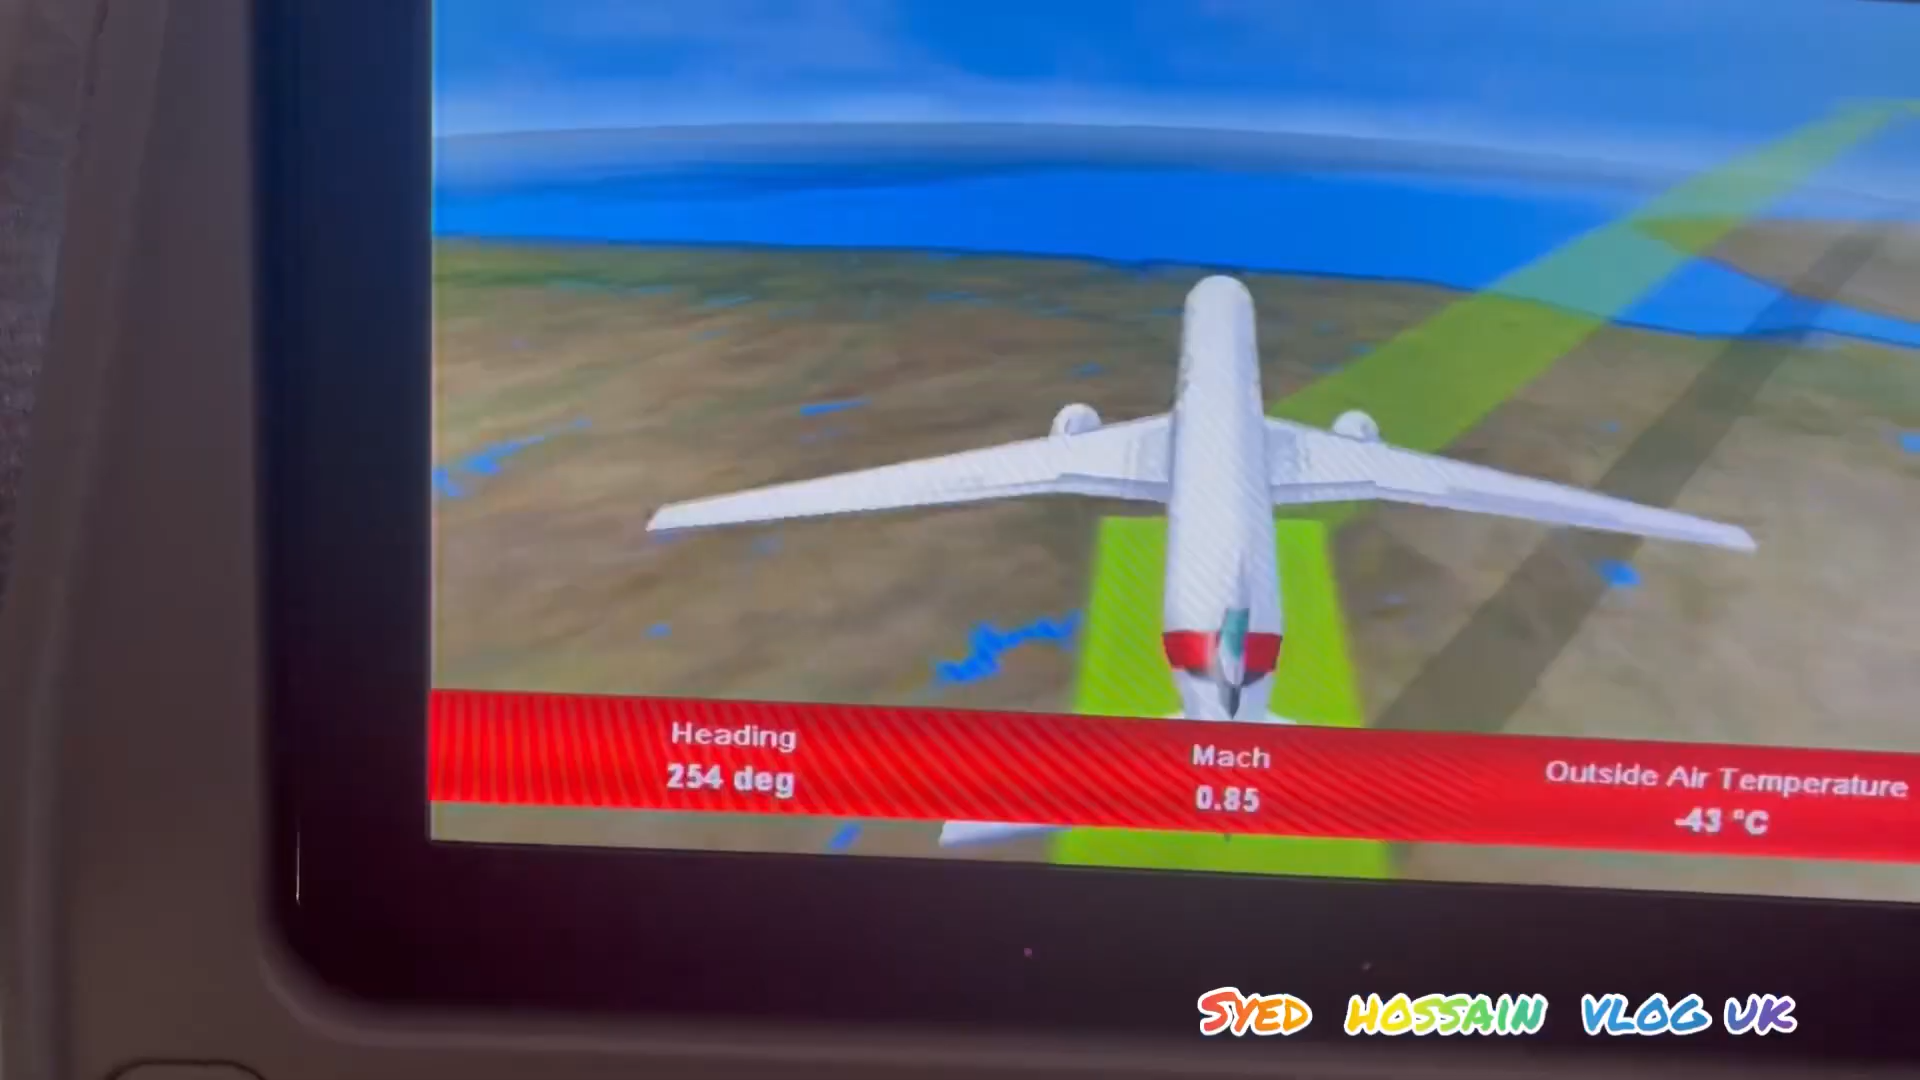 Heading
254 deg
Mach
0.85
Outside Air Temperature
-43 °C
SYED HOSSAIN VLOG UK